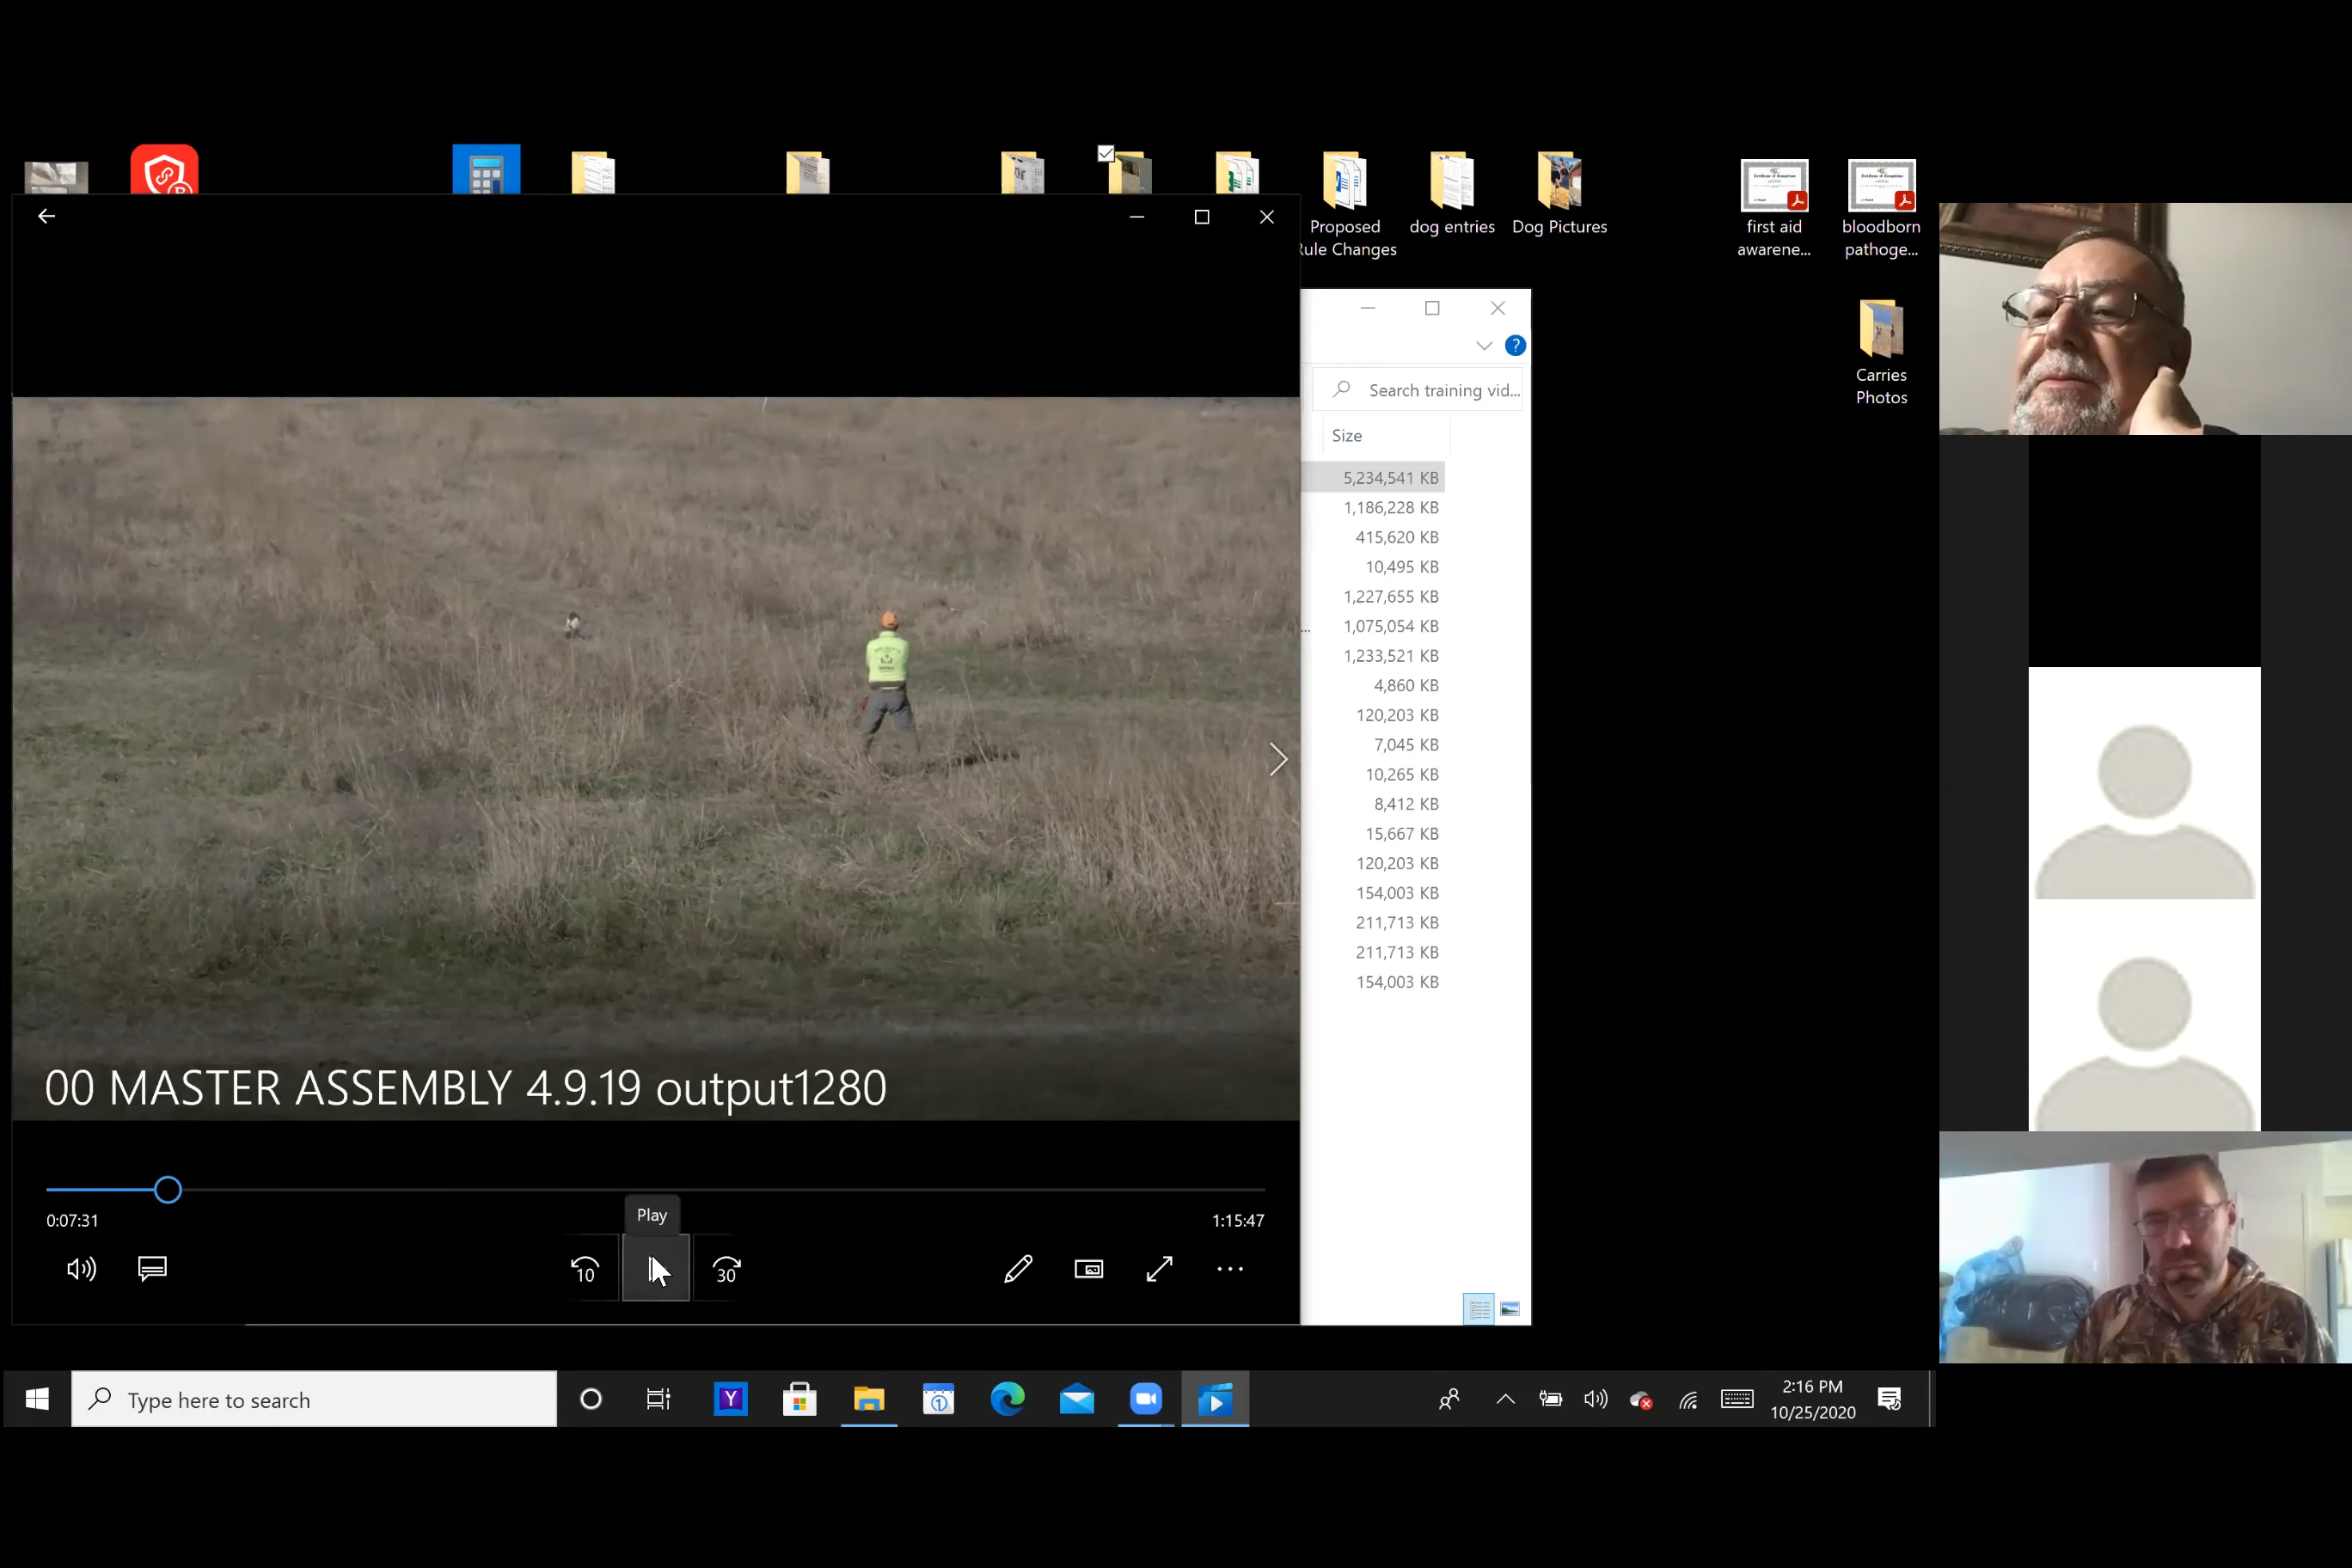 Proposed
Rule Changes
dog entries
Dog Pictures
first aid
awarene...
bloodborn
pathoge...
Carries
Photos
?
Search training vid...
Size
5,234,541 KB
1,186,228 KB
415,620 KB
10,495 KB
1,227,655 KB
...
1,075,054 KB
1,233,521 KB
4,860 KB
120,203 KB
7,045 KB
10,265 KB
8,412 KB
15,667 KB
120,203 KB
154,003 KB
211,713 KB
211,713 KB
154,003 KB
00 MASTER ASSEMBLY 4.9.19 output1280
Play
0:07:31
1:15:47
10
30
Type here to search
Y
2:16 PM
10/25/2020